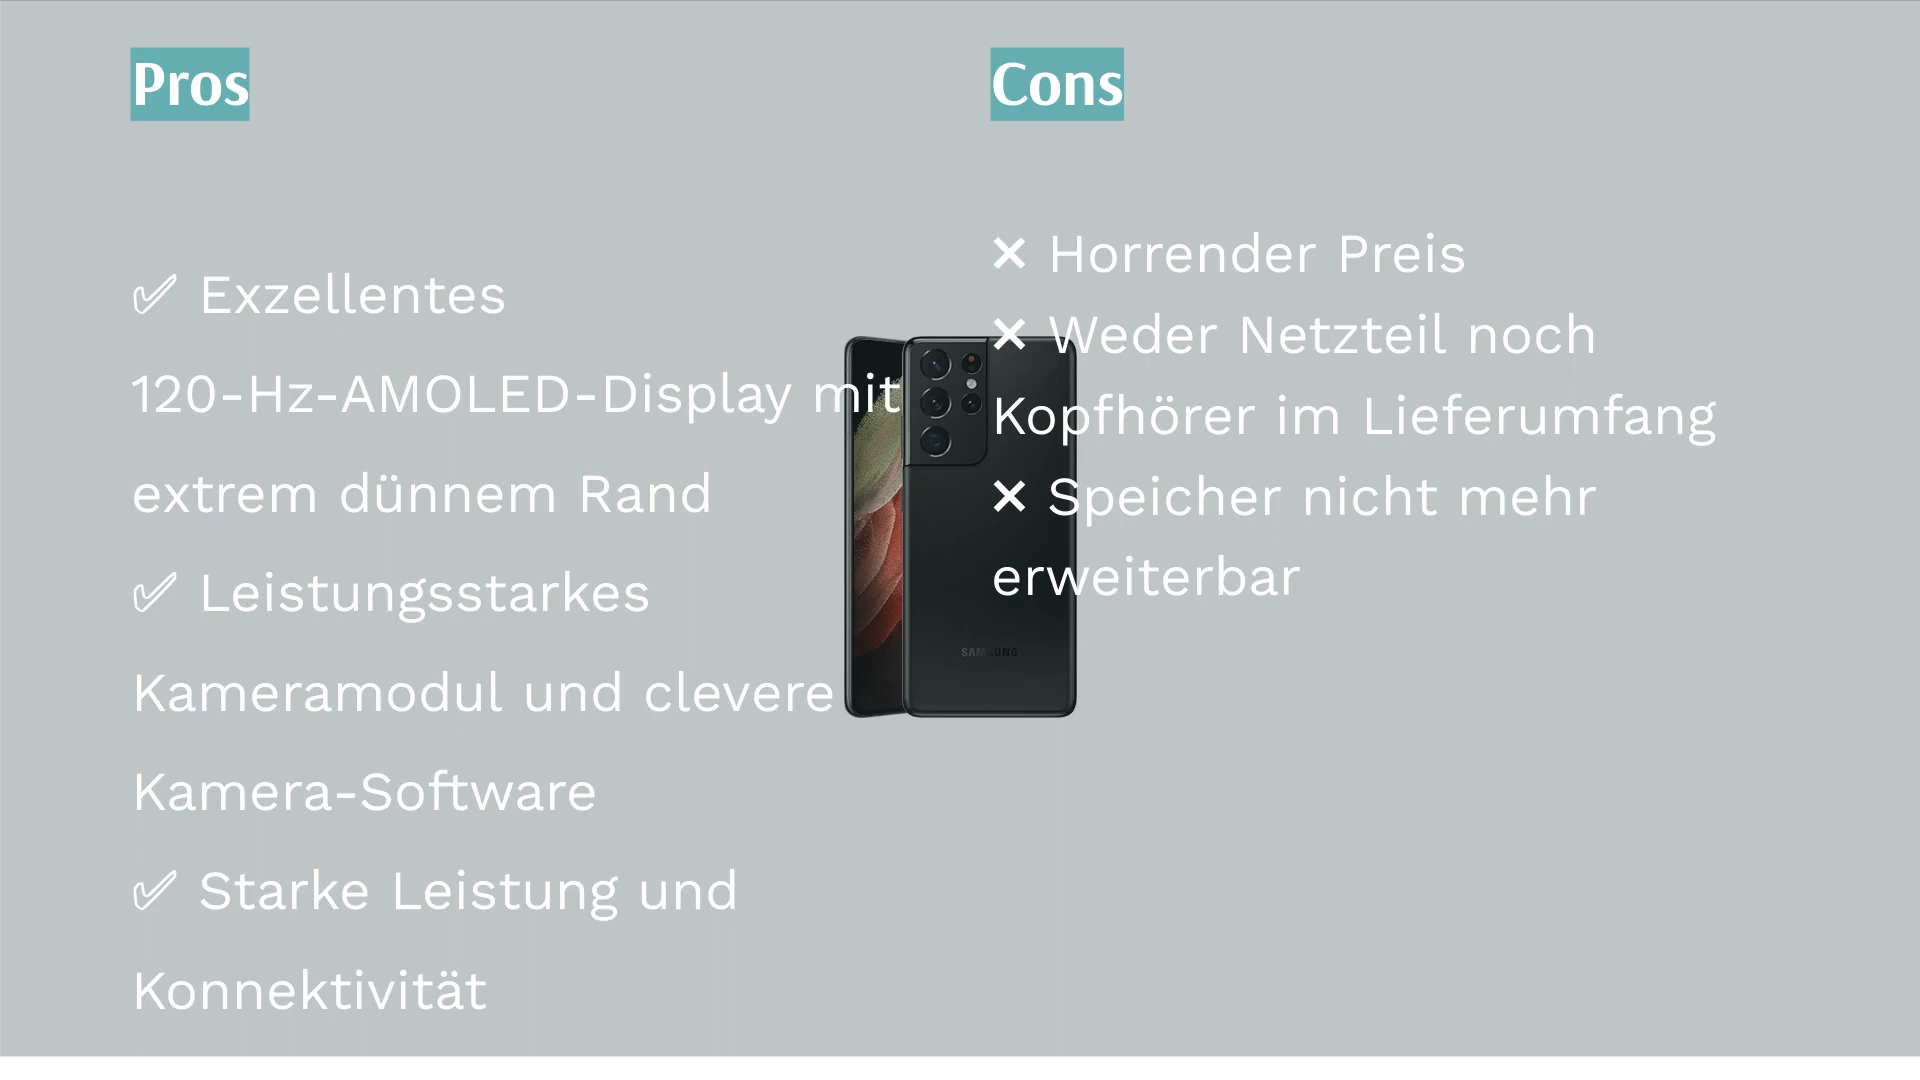 Pros
✅ Exzellentes
120-Hz-AMOLED-Display mit
extrem dünnem Rand
✅ Leistungsstarkes
Kameramodul und clevere
Kamera-Software
✅ Starke Leistung und
Konnektivität
Cons
❌ Horrender Preis
❌ Weder Netzteil noch
Kopfhörer im Lieferumfang
❌ Speicher nicht mehr
erweiterbar
SAMSUNG